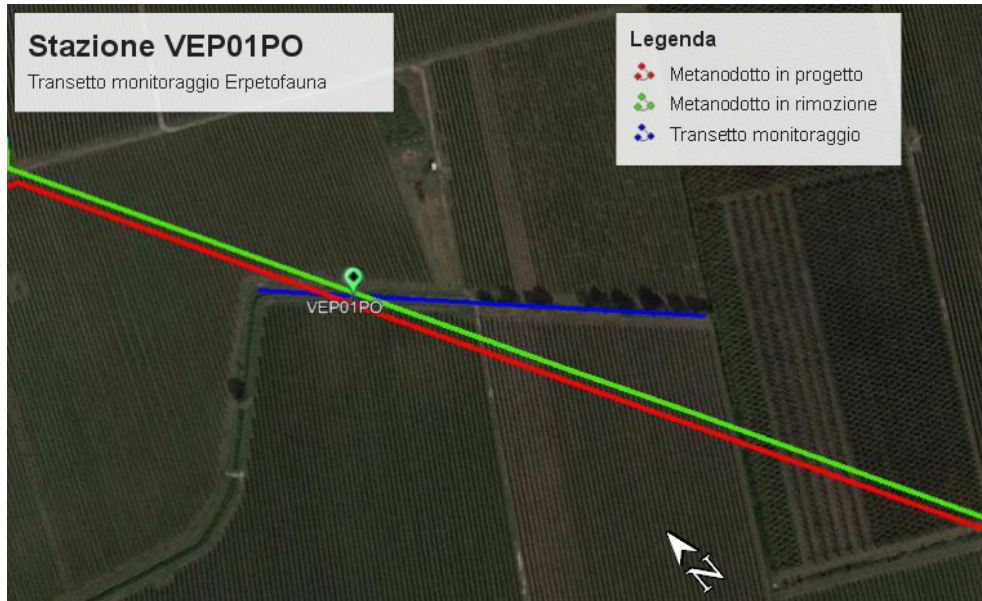 Stazione VEP01PO
Transetto monitoraggio Erpetofauna
Legenda
Metanodotto in progetto
Metanodotto in rimozione
Transetto monitoraggio
VEP01PO
N